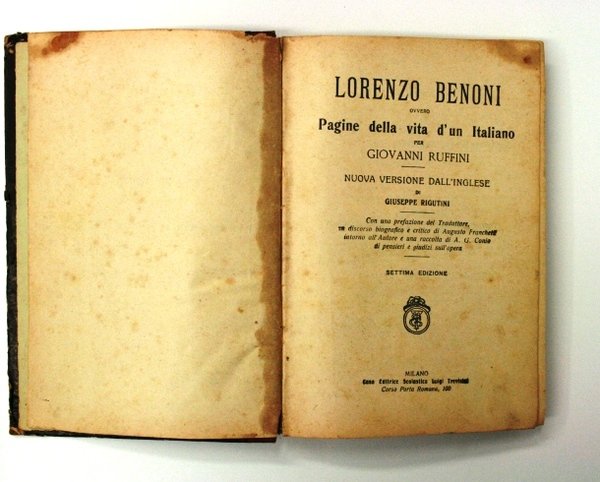 LORENZO BENONI
OVVERO
Pagine della vita d'un Italiano
PER
GIOVANNI RUFFINI
NUOVA VERSIONE DALL'INGLESE
DI
GIUSEPPE RIGUTINI
Con una prefazione del Traduttore,
un discorso biografico e critico di Augusto Franchetti
intorno all'Autore e una raccolta di A. G. Conio
di pensieri e giudizi sull'opera
SETTIMA EDIZIONE
MILANO
Casa Editrice Scolastica Luigi Trevisini
Corso Porta Romana, 100